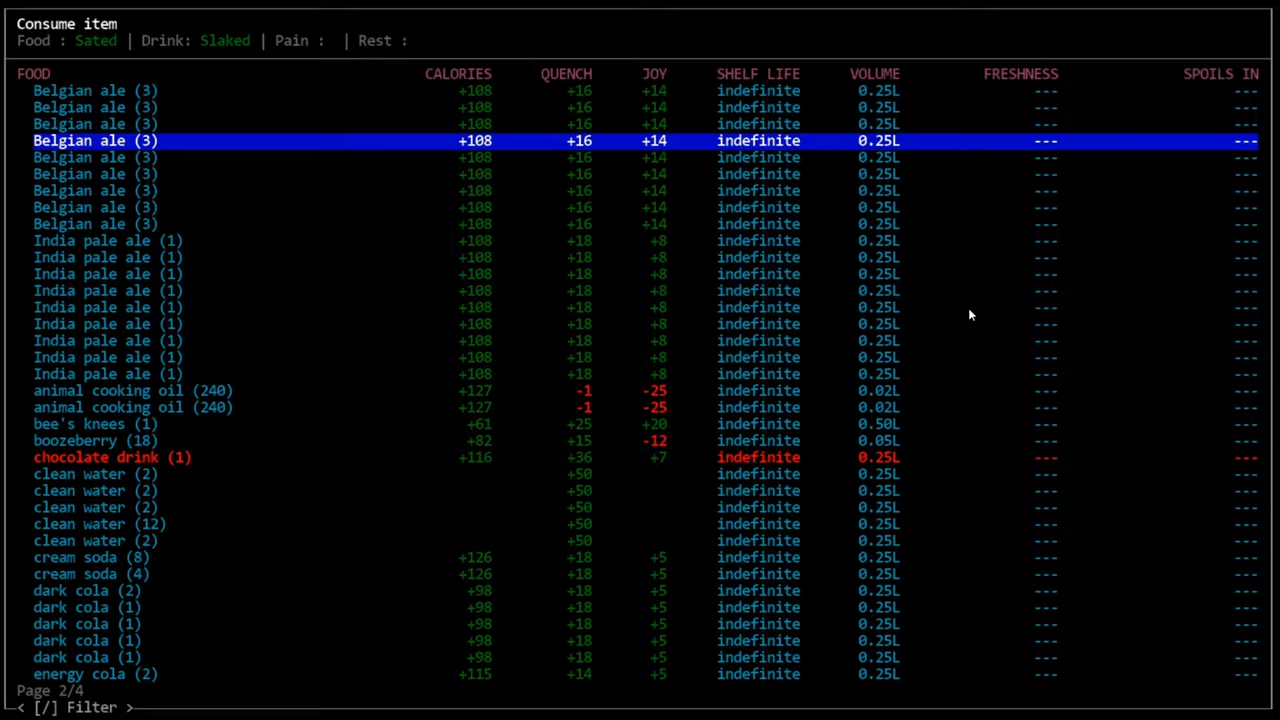 Consume item
Food : Sated | Drink: Slaked | Pain :  | Rest :
FOOD CALORIES QUENCH JOY SHELF LIFE VOLUME FRESHNESS SPOILS IN
Belgian ale (3) +108 +16 +14 indefinite 0.25L --- ---
Belgian ale (3) +108 +16 +14 indefinite 0.25L --- ---
Belgian ale (3) +108 +16 +14 indefinite 0.25L --- ---
Belgian ale (3) +108 +16 +14 indefinite 0.25L --- ---
Belgian ale (3) +108 +16 +14 indefinite 0.25L --- ---
Belgian ale (3) +108 +16 +14 indefinite 0.25L --- ---
Belgian ale (3) +108 +16 +14 indefinite 0.25L --- ---
Belgian ale (3) +108 +16 +14 indefinite 0.25L --- ---
Belgian ale (3) +108 +16 +14 indefinite 0.25L --- ---
India pale ale (1) +108 +18 +8 indefinite 0.25L --- ---
India pale ale (1) +108 +18 +8 indefinite 0.25L --- ---
India pale ale (1) +108 +18 +8 indefinite 0.25L --- ---
India pale ale (1) +108 +18 +8 indefinite 0.25L --- ---
India pale ale (1) +108 +18 +8 indefinite 0.25L --- ---
India pale ale (1) +108 +18 +8 indefinite 0.25L --- ---
India pale ale (1) +108 +18 +8 indefinite 0.25L --- ---
India pale ale (1) +108 +18 +8 indefinite 0.25L --- ---
India pale ale (1) +108 +18 +8 indefinite 0.25L --- ---
animal cooking oil (240) +127 -1 -25 indefinite 0.02L --- ---
animal cooking oil (240) +127 -1 -25 indefinite 0.02L --- ---
bee's knees (1) +61 +25 +20 indefinite 0.50L --- ---
boozeberry (18) +82 +15 -12 indefinite 0.05L --- ---
chocolate drink (1) +116 +36 +7 indefinite 0.25L --- ---
clean water (2) +50 indefinite 0.25L --- ---
clean water (2) +50 indefinite 0.25L --- ---
clean water (2) +50 indefinite 0.25L --- ---
clean water (12) +50 indefinite 0.25L --- ---
clean water (2) +50 indefinite 0.25L --- ---
cream soda (8) +126 +18 +5 indefinite 0.25L --- ---
cream soda (4) +126 +18 +5 indefinite 0.25L --- ---
dark cola (2) +98 +18 +5 indefinite 0.25L --- ---
dark cola (1) +98 +18 +5 indefinite 0.25L --- ---
dark cola (1) +98 +18 +5 indefinite 0.25L --- ---
dark cola (1) +98 +18 +5 indefinite 0.25L --- ---
dark cola (1) +98 +18 +5 indefinite 0.25L --- ---
energy cola (2) +115 +14 +5 indefinite 0.25L --- ---
Page 2/4
< [/] Filter >